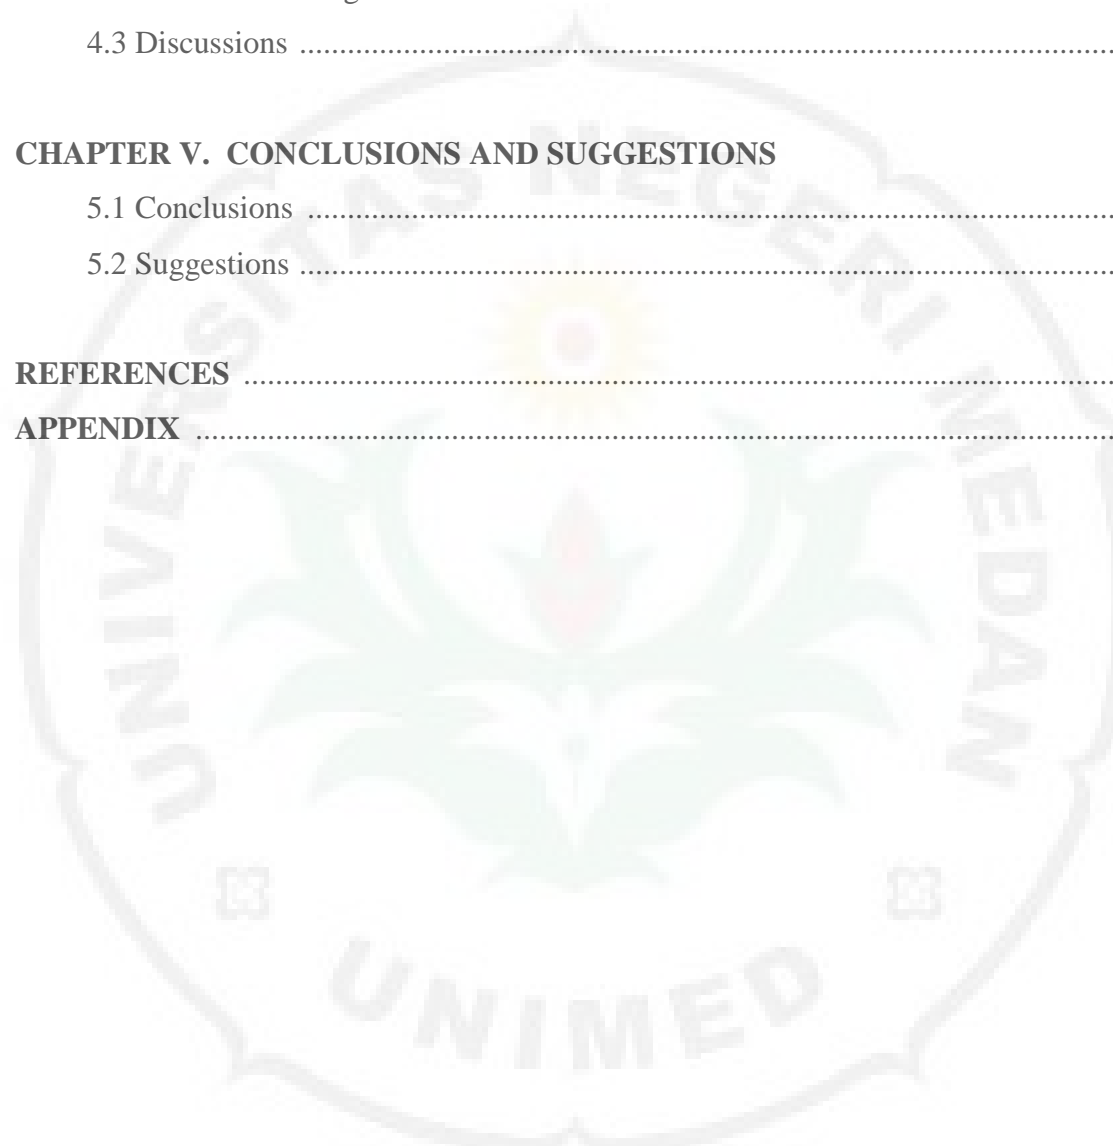 4.3 Discussions ........................................................................................................
CHAPTER V. CONCLUSIONS AND SUGGESTIONS
5.1 Conclusions .......................................................................................................
5.2 Suggestions ........................................................................................................
REFERENCES ...............................................................................................................
APPENDIX .....................................................................................................................
UNIVERSITAS NEGERI MEDAN
UNIMED